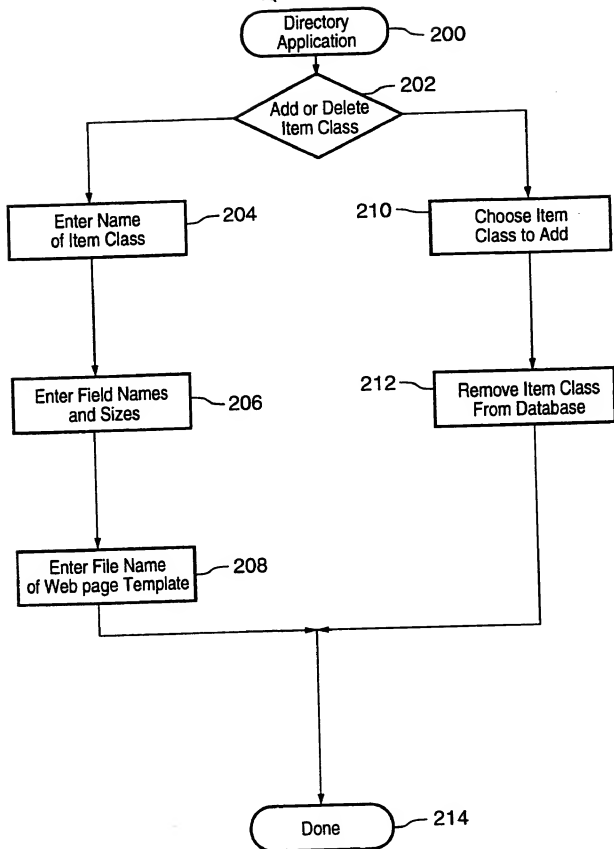 Directory
Application
200
202
Add or Delete
Item Class
Enter Name
of Item Class
204
210
Choose Item
Class to Add
Enter Field Names
and Sizes
206
212
Remove Item Class
From Database
Enter File Name
of Web page Template
208
Done
214